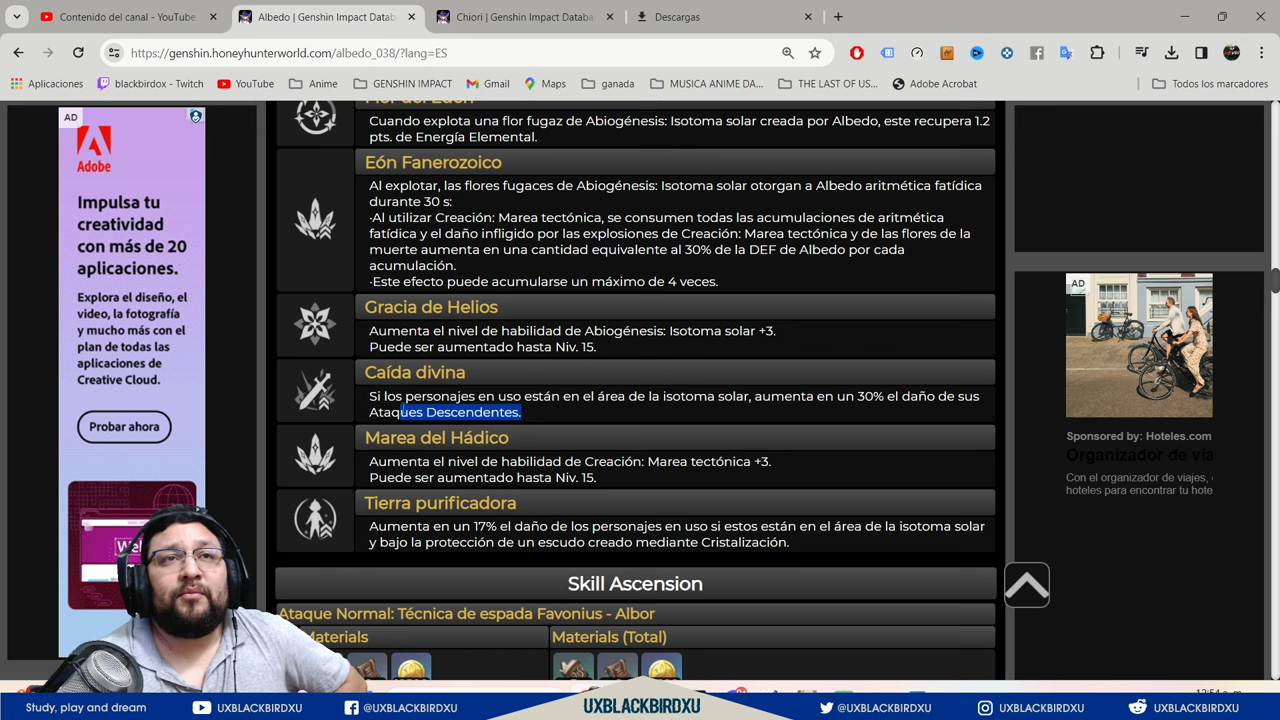 Contenido del canal - YouTube
Albedo | Genshin Impact Datab
Chiori | Genshin Impact Databa
Descargas
https://genshin.honeyhunterworld.com/albedo_038/?lang=ES
Aplicaciones
blackbirdox - Twitch
YouTube
Anime
GENSHIN IMPACT
Gmail
Maps
ganada
MUSICA ANIME DA...
THE LAST OF US...
Adobe Acrobat
Todos los marcadores
AD
Adobe
Impulsa tu
creatividad
con más de 20
aplicaciones.
Explora el diseño, el
video, la fotografía
y mucho más con el
plan de todas las
aplicaciones de
Creative Cloud.
Probar ahora
Flor del Edén
Cuando explota una flor fugaz de Abiogénesis: Isotoma solar creada por Albedo, este recupera 1.2
pts. de Energía Elemental.
Eón Fanerozoico
Al explotar, las flores fugaces de Abiogénesis: Isotoma solar otorgan a Albedo aritmética fatídica
durante 30 s:
·Al utilizar Creación: Marea tectónica, se consumen todas las acumulaciones de aritmética
fatídica y el daño infligido por las explosiones de Creación: Marea tectónica y de las flores de la
muerte aumenta en una cantidad equivalente al 30% de la DEF de Albedo por cada
acumulación.
·Este efecto puede acumularse un máximo de 4 veces.
Gracia de Helios
Aumenta el nivel de habilidad de Abiogénesis: Isotoma solar +3.
Puede ser aumentado hasta Niv. 15.
Caída divina
Si los personajes en uso están en el área de la isotoma solar, aumenta en un 30% el daño de sus
Ataques Descendentes.
Marea del Hádico
Aumenta el nivel de habilidad de Creación: Marea tectónica +3.
Puede ser aumentado hasta Niv. 15.
Tierra purificadora
Aumenta en un 17% el daño de los personajes en uso si estos están en el área de la isotoma solar
y bajo la protección de un escudo creado mediante Cristalización.
Skill Ascension
Ataque Normal: Técnica de espada Favonius - Albor
Materials
Materials (Total)
AD
Sponsored by: Hoteles.com
Organizador de via
Con el organizador de viajes,
hoteles para encontrar tu hote
Study, play and dream
UXBLACKBIRDXU
@UXBLACKBIRDXU
UXBLACKBIRDXU
@UXBLACKBIRDXU
UXBLACKBIRDXU
UXBLACKBIRDXU